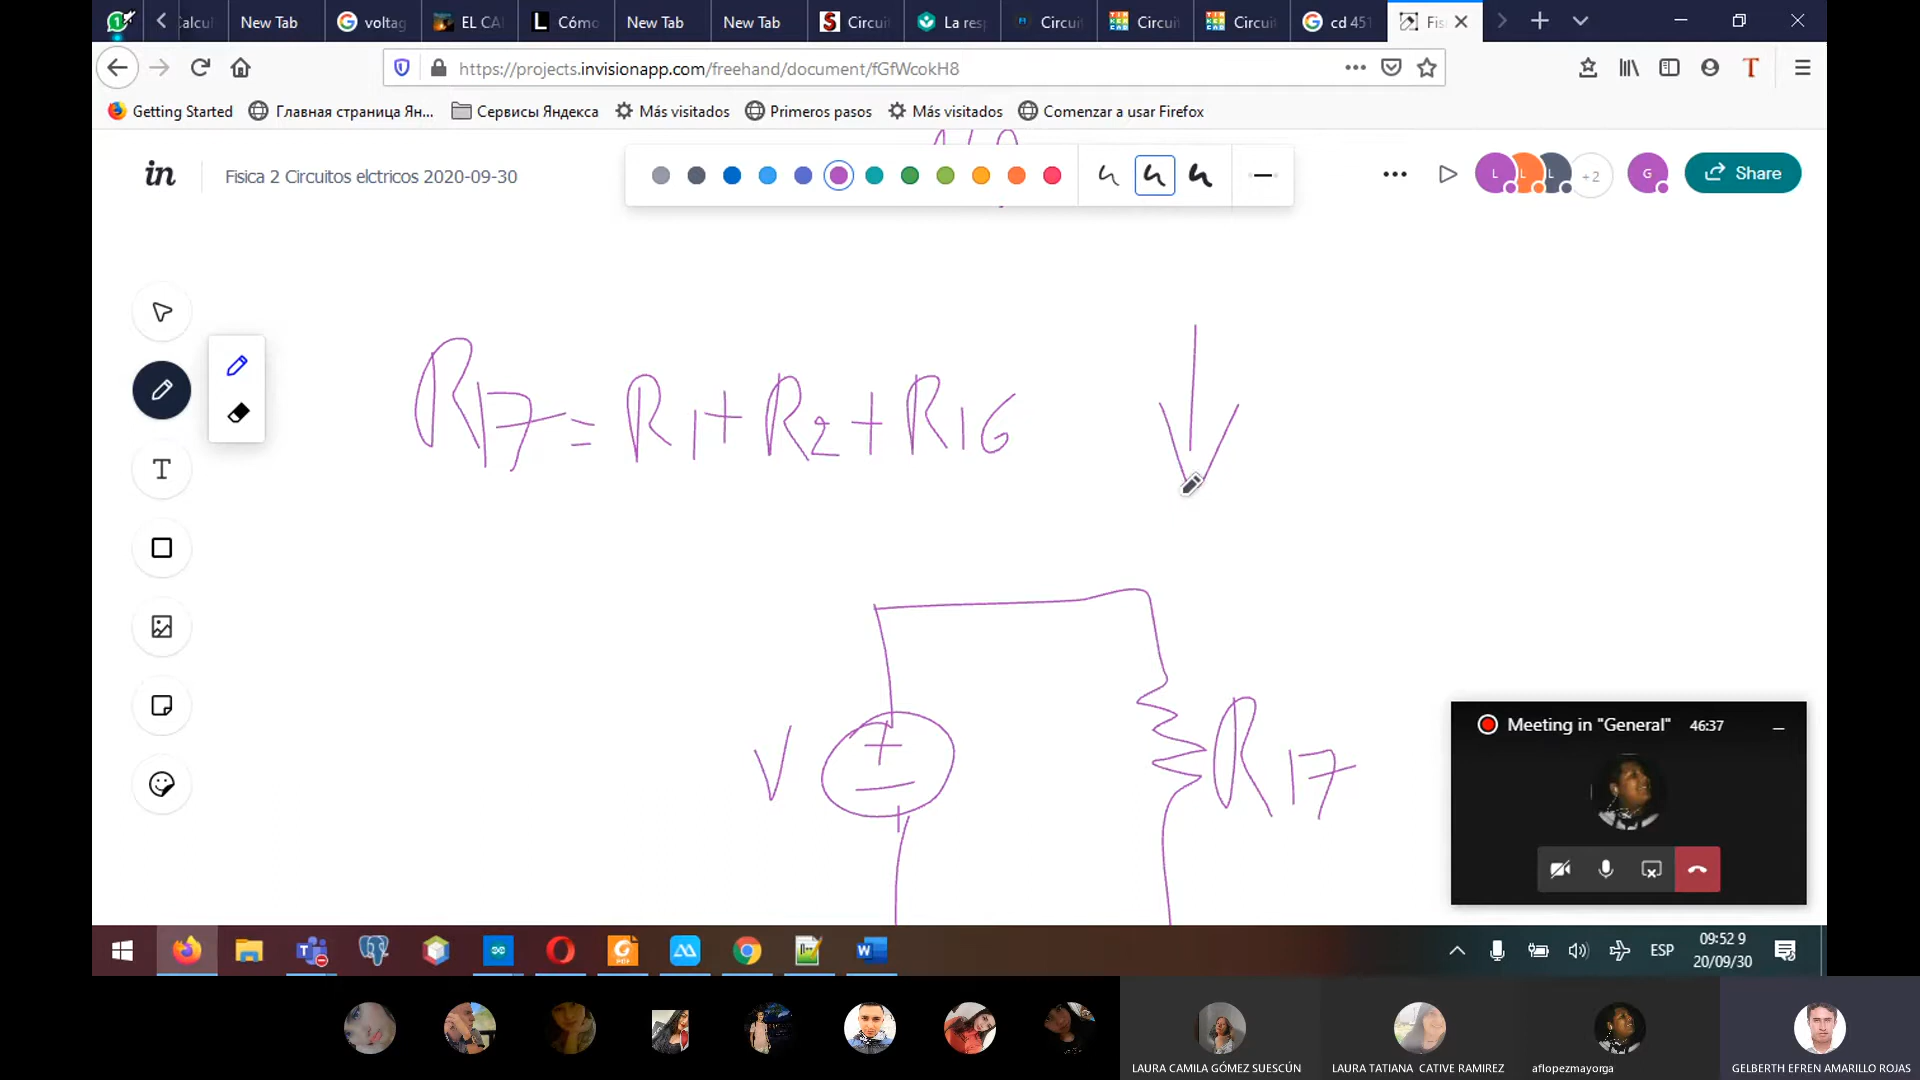 New Tab
voltag
EL CA
Cómo
New Tab
New Tab
Circui
La resp
Circui
Circui
Circui
cd 451
Fis
https://projects.invisionapp.com/freehand/document/fGfWcokH8
Getting Started
Главная страница Ян...
Сервисы Яндекса
Más visitados
Primeros pasos
Más visitados
Comenzar a usar Firefox
in
Fisica 2 Circuitos elctricos 2020-09-30
L
L
L
+2
G
Share
R17 = R1 + R2 + R16
T
V
+
R17
Meeting in "General" 46:37
ESP
09:52 9
20/09/30
LAURA CAMILA GÓMEZ SUESCÚN
LAURA TATIANA CATIVE RAMIREZ
aflopezmayorga
GELBERTH EFREN AMARILLO ROJAS